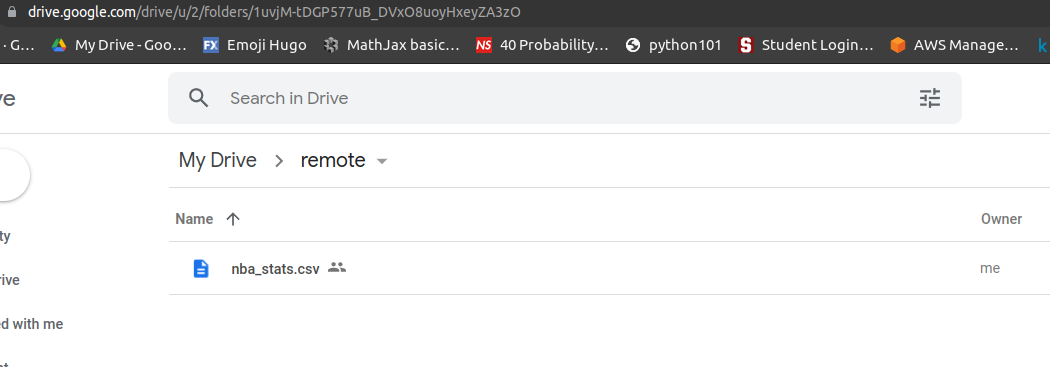 drive.google.com/drive/u/2/folders/1uvjM-tDGP577uB_DVxO8uoyHxeyZA3zO
· G… My Drive - Goo… FX Emoji Hugo MathJax basic… NS 40 Probability… python101 S Student Login… AWS Manage… k
ve Search in Drive
My Drive > remote
Name Owner
ty
nba_stats.csv me
rive
d with me